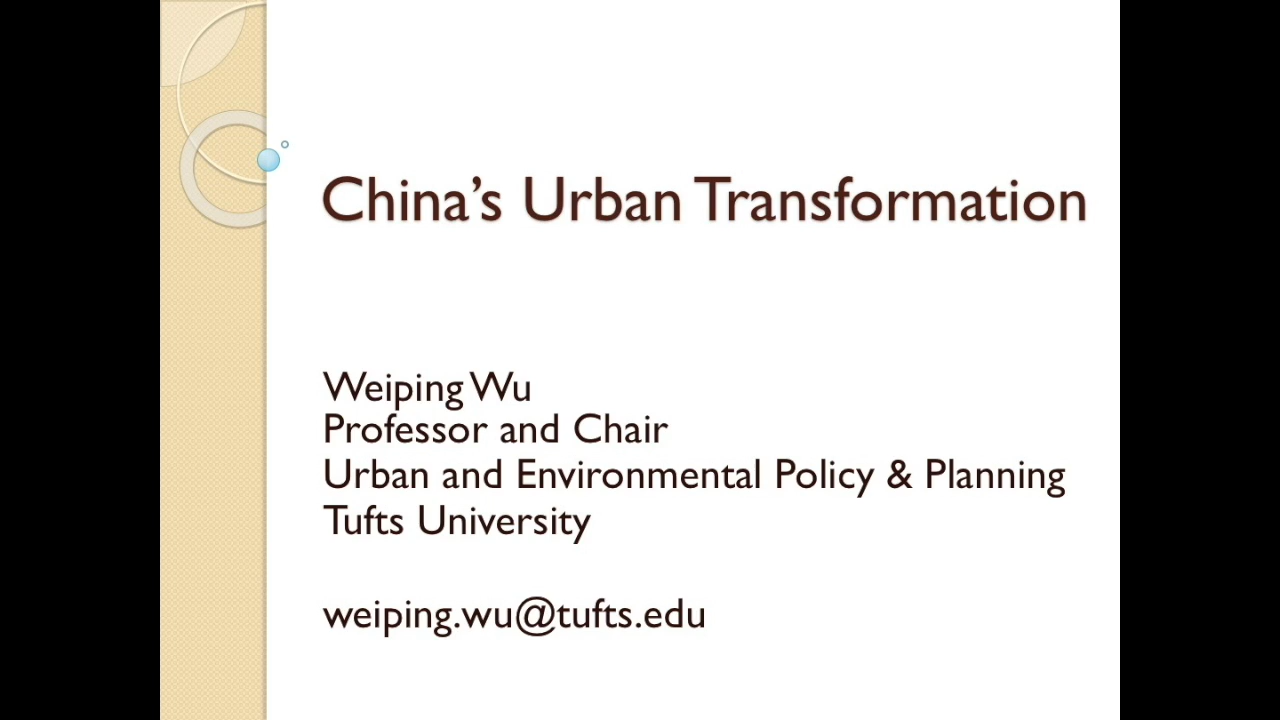 China’s Urban Transformation
Weiping Wu
Professor and Chair
Urban and Environmental Policy & Planning
Tufts University
weiping.wu@tufts.edu